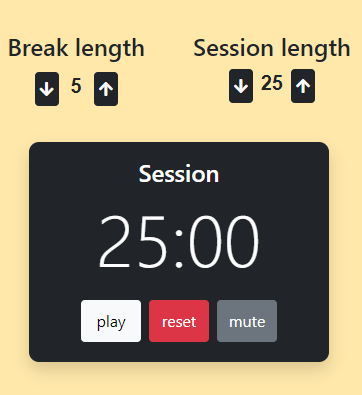 Break length Session length
↓ 5 ↑ ↓ 25 ↑
Session
25:00
play reset mute